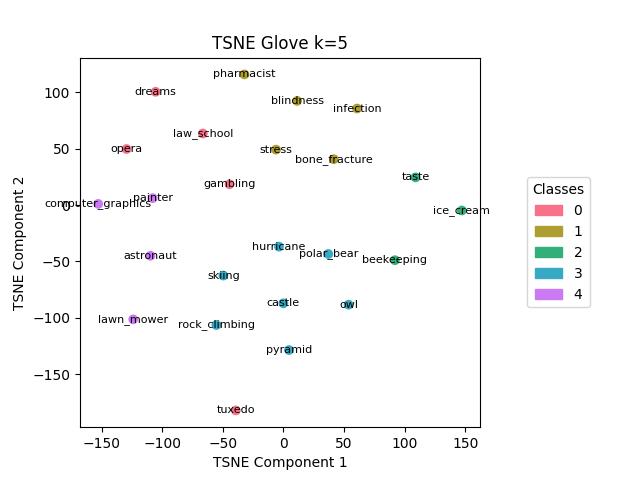 TSNE Glove k=5
pharmacist
dreams
blindness
infection
law_school
opera
stress
bone_fracture
taste
gambling
painter
computer_graphics
ice_cream
hurricane
polar_bear
astronaut
beekeeping
skiing
castle
owl
lawn_mower
rock_climbing
pyramid
tuxedo
100
50
0
−50
−100
−150
TSNE Component 2
−150
−100
−50
0
50
100
150
TSNE Component 1
Classes
0
1
2
3
4